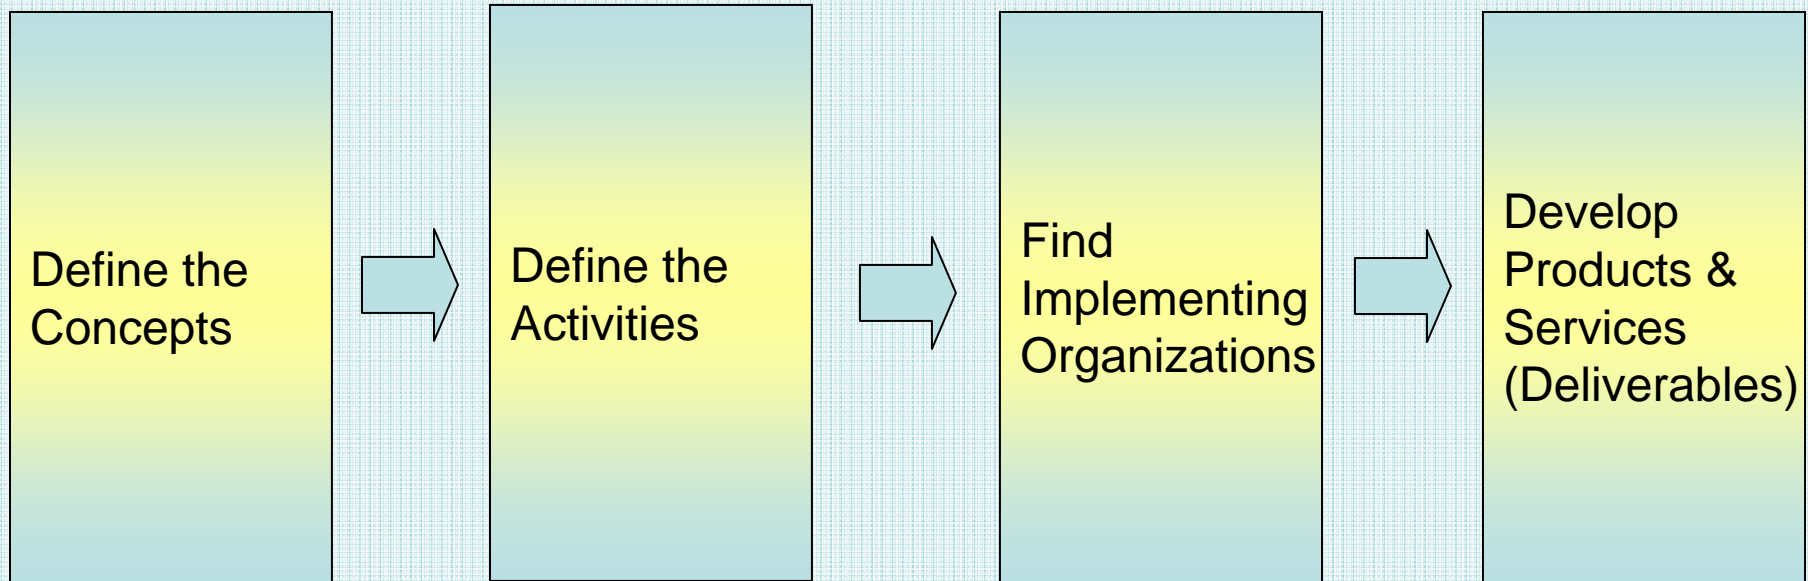 Define the
Concepts
Define the
Activities
Find
Implementing
Organizations
Develop
Products &
Services
(Deliverables)